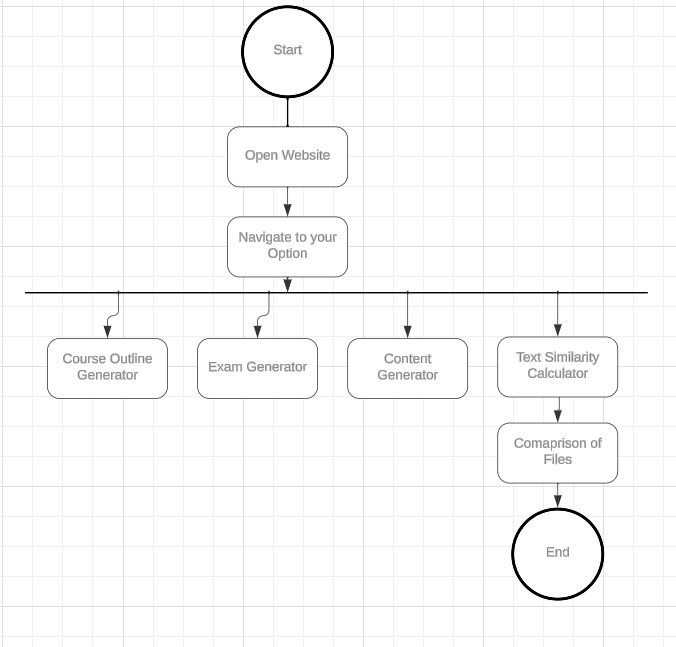 Start
Open Website
Navigate to your
Option
Course Outline
Generator
Exam Generator
Content
Generator
Text Similarity
Calculator
Comaprison of
Files
End